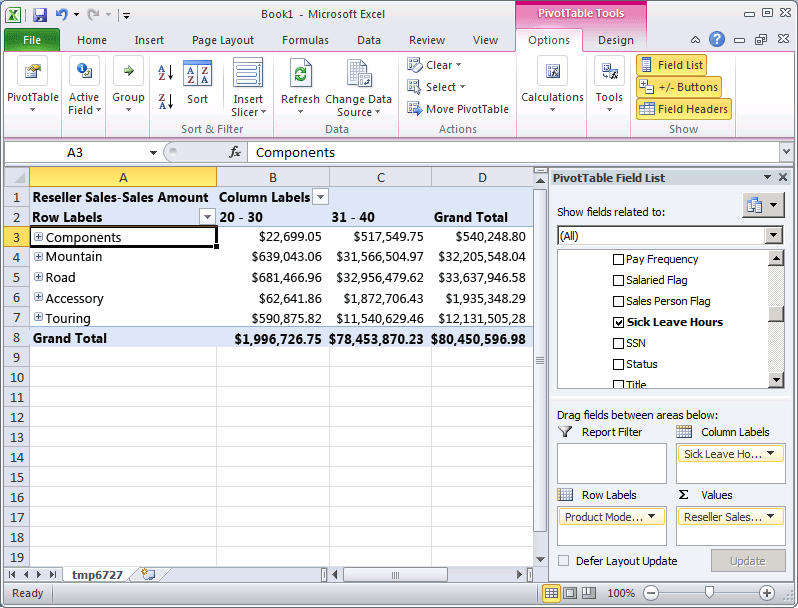 Book1 - Microsoft Excel
PivotTable Tools
File Home Insert Page Layout Formulas Data Review View Options Design
PivotTable
Active Field
Group
Sort
Insert Slicer
Sort & Filter
Refresh
Change Data Source
Data
Clear
Select
Move PivotTable
Actions
Calculations
Tools
Field List
+/- Buttons
Field Headers
Show
A3 fx Components
A B C D
1 Reseller Sales-Sales Amount Column Labels
2 Row Labels 20 - 30 31 - 40 Grand Total
3 Components $22,699.05 $517,549.75 $540,248.80
4 Mountain $639,043.06 $31,566,504.97 $32,205,548.04
5 Road $681,466.96 $32,956,479.62 $33,637,946.58
6 Accessory $62,641.86 $1,872,706.43 $1,935,348.29
7 Touring $590,875.82 $11,540,629.46 $12,131,505,28
8 Grand Total $1,996,726.75 $78,453,870.23 $80,450,596.98
9
10
11
12
13
14
15
16
17
18
19
tmp6727
Ready
100%
PivotTable Field List
Show fields related to:
(All)
Pay Frequency
Salaried Flag
Sales Person Flag
Sick Leave Hours
SSN
Status
Title
Drag fields between areas below:
Report Filter
Column Labels
Sick Leave Ho...
Row Labels
Σ Values
Product Mode...
Reseller Sales...
Defer Layout Update
Update